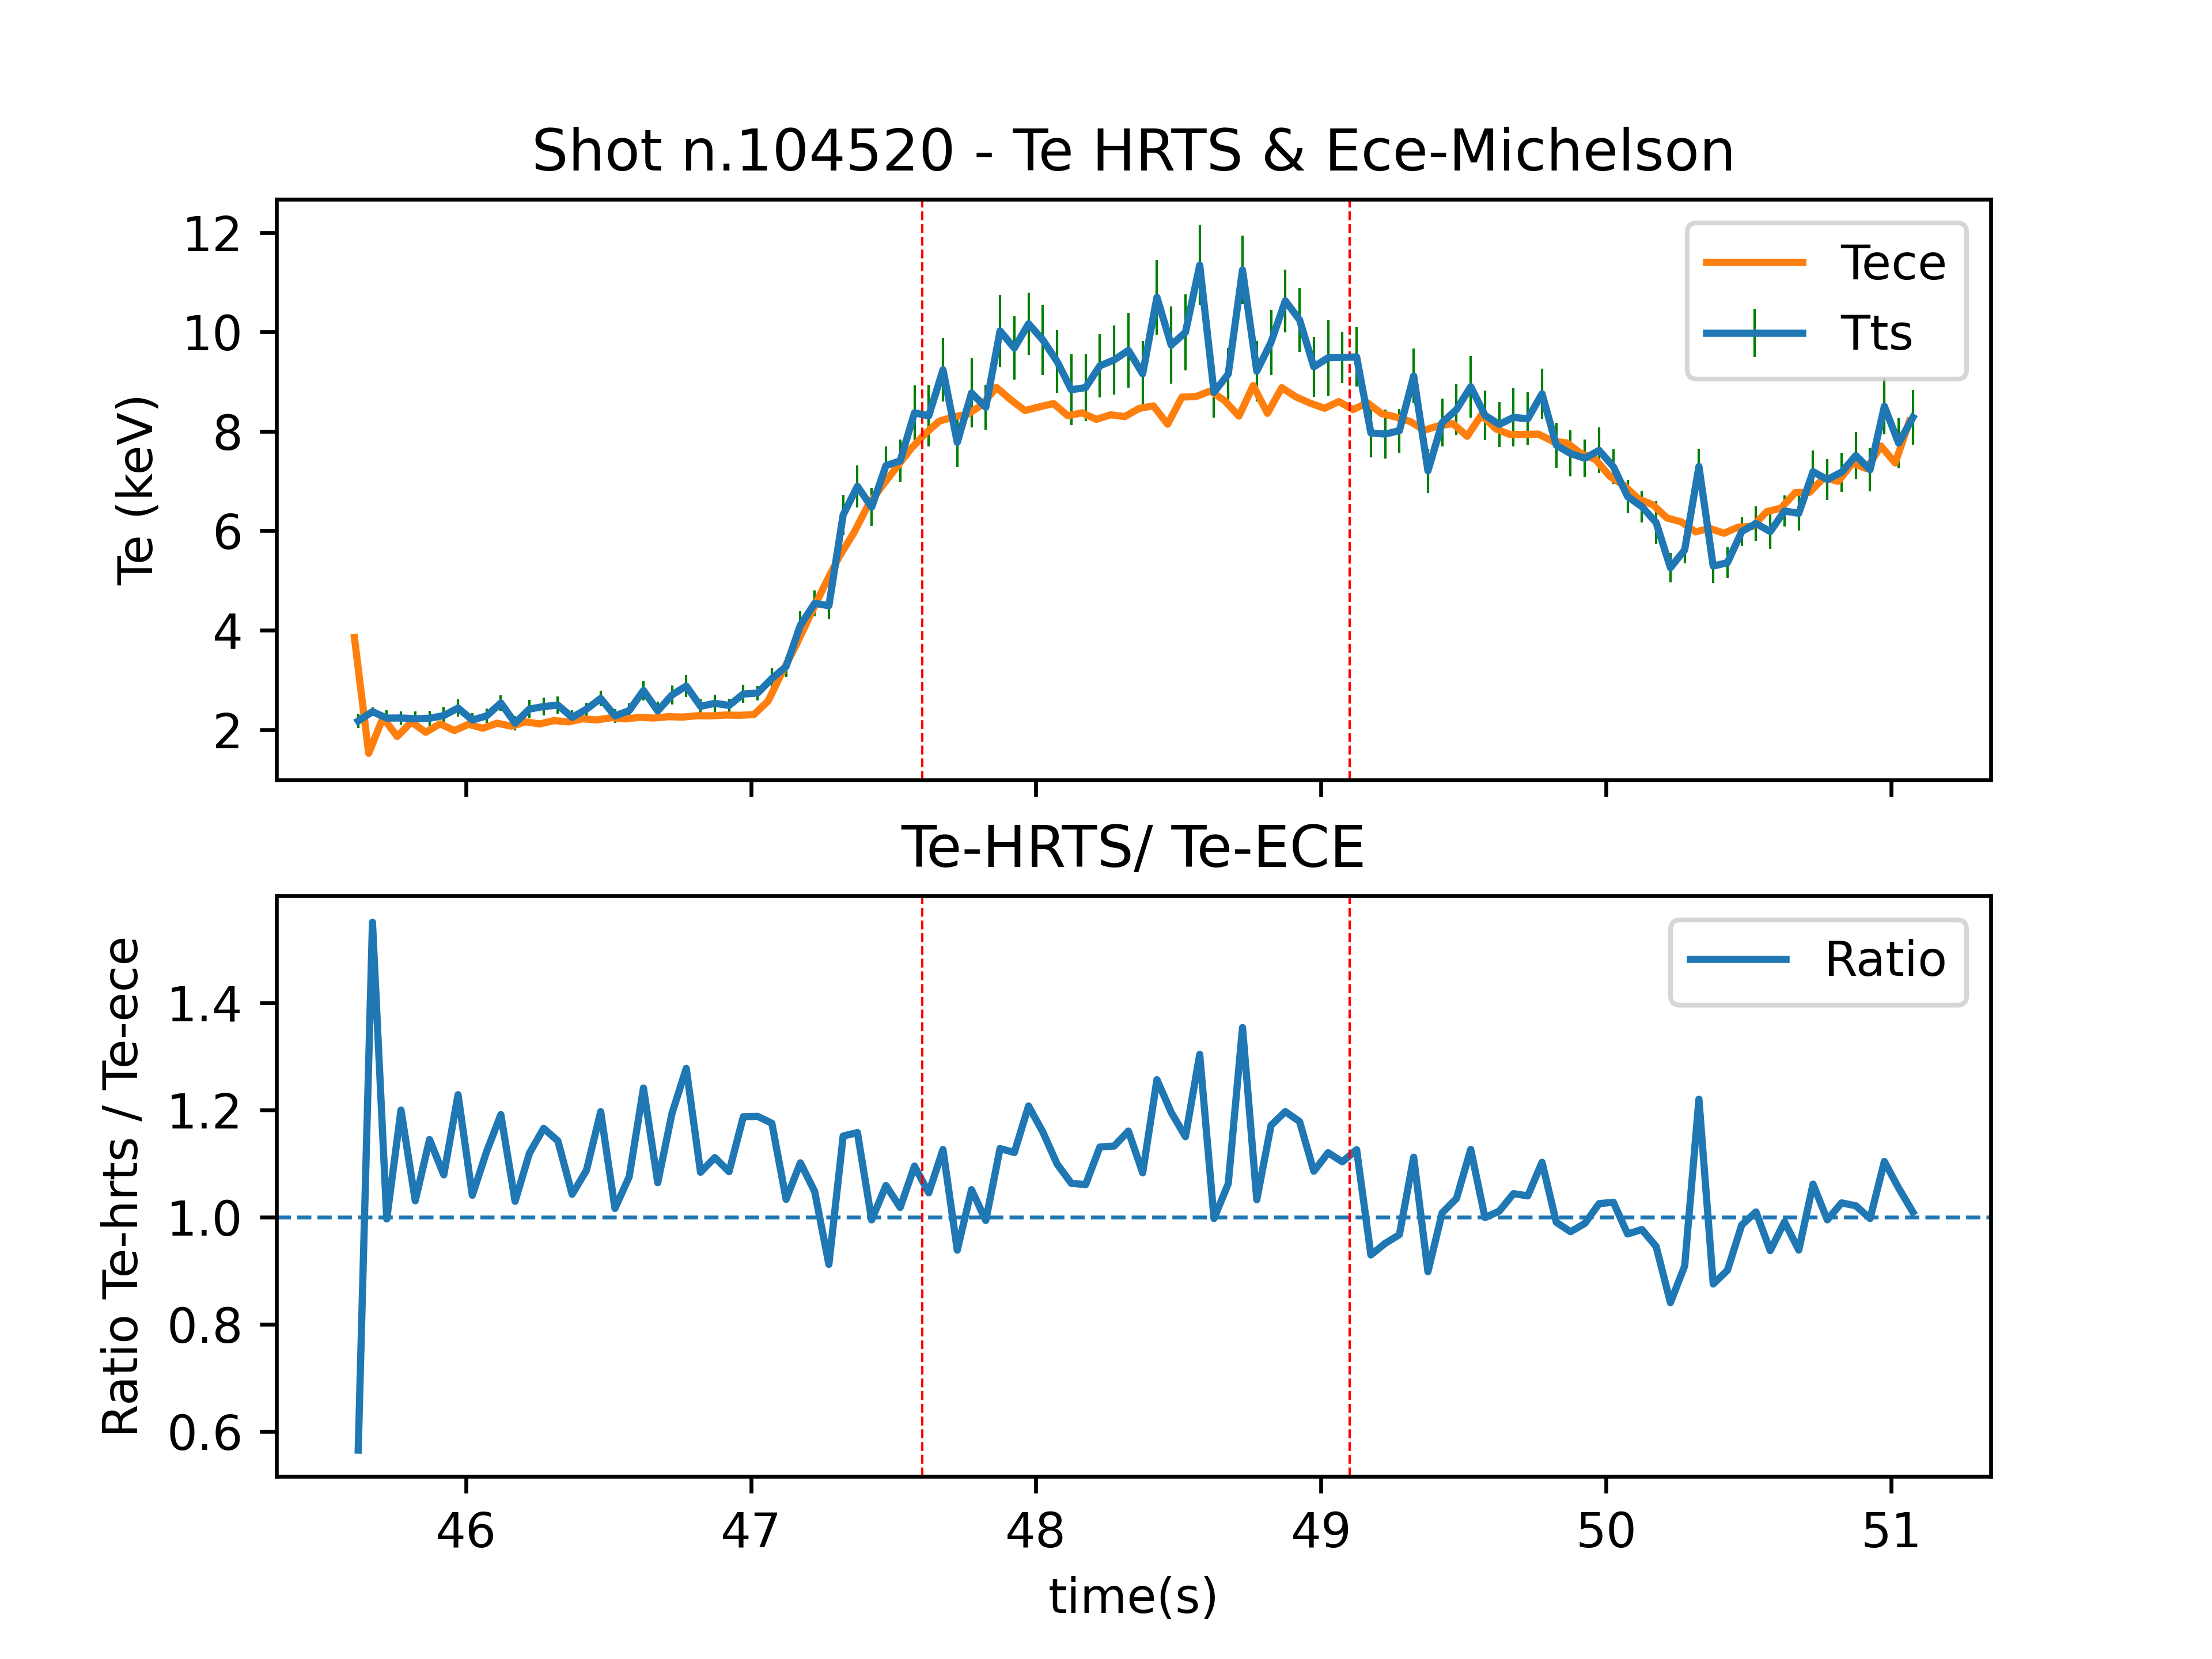 Shot n.104520 - Te HRTS & Ece-Michelson
12
10
8
6
4
2
Te (keV)
Tece
Tts
Te-HRTS/ Te-ECE
1.4
1.2
1.0
0.8
0.6
Ratio Te-hrts / Te-ece
Ratio
46 47 48 49 50 51
time(s)